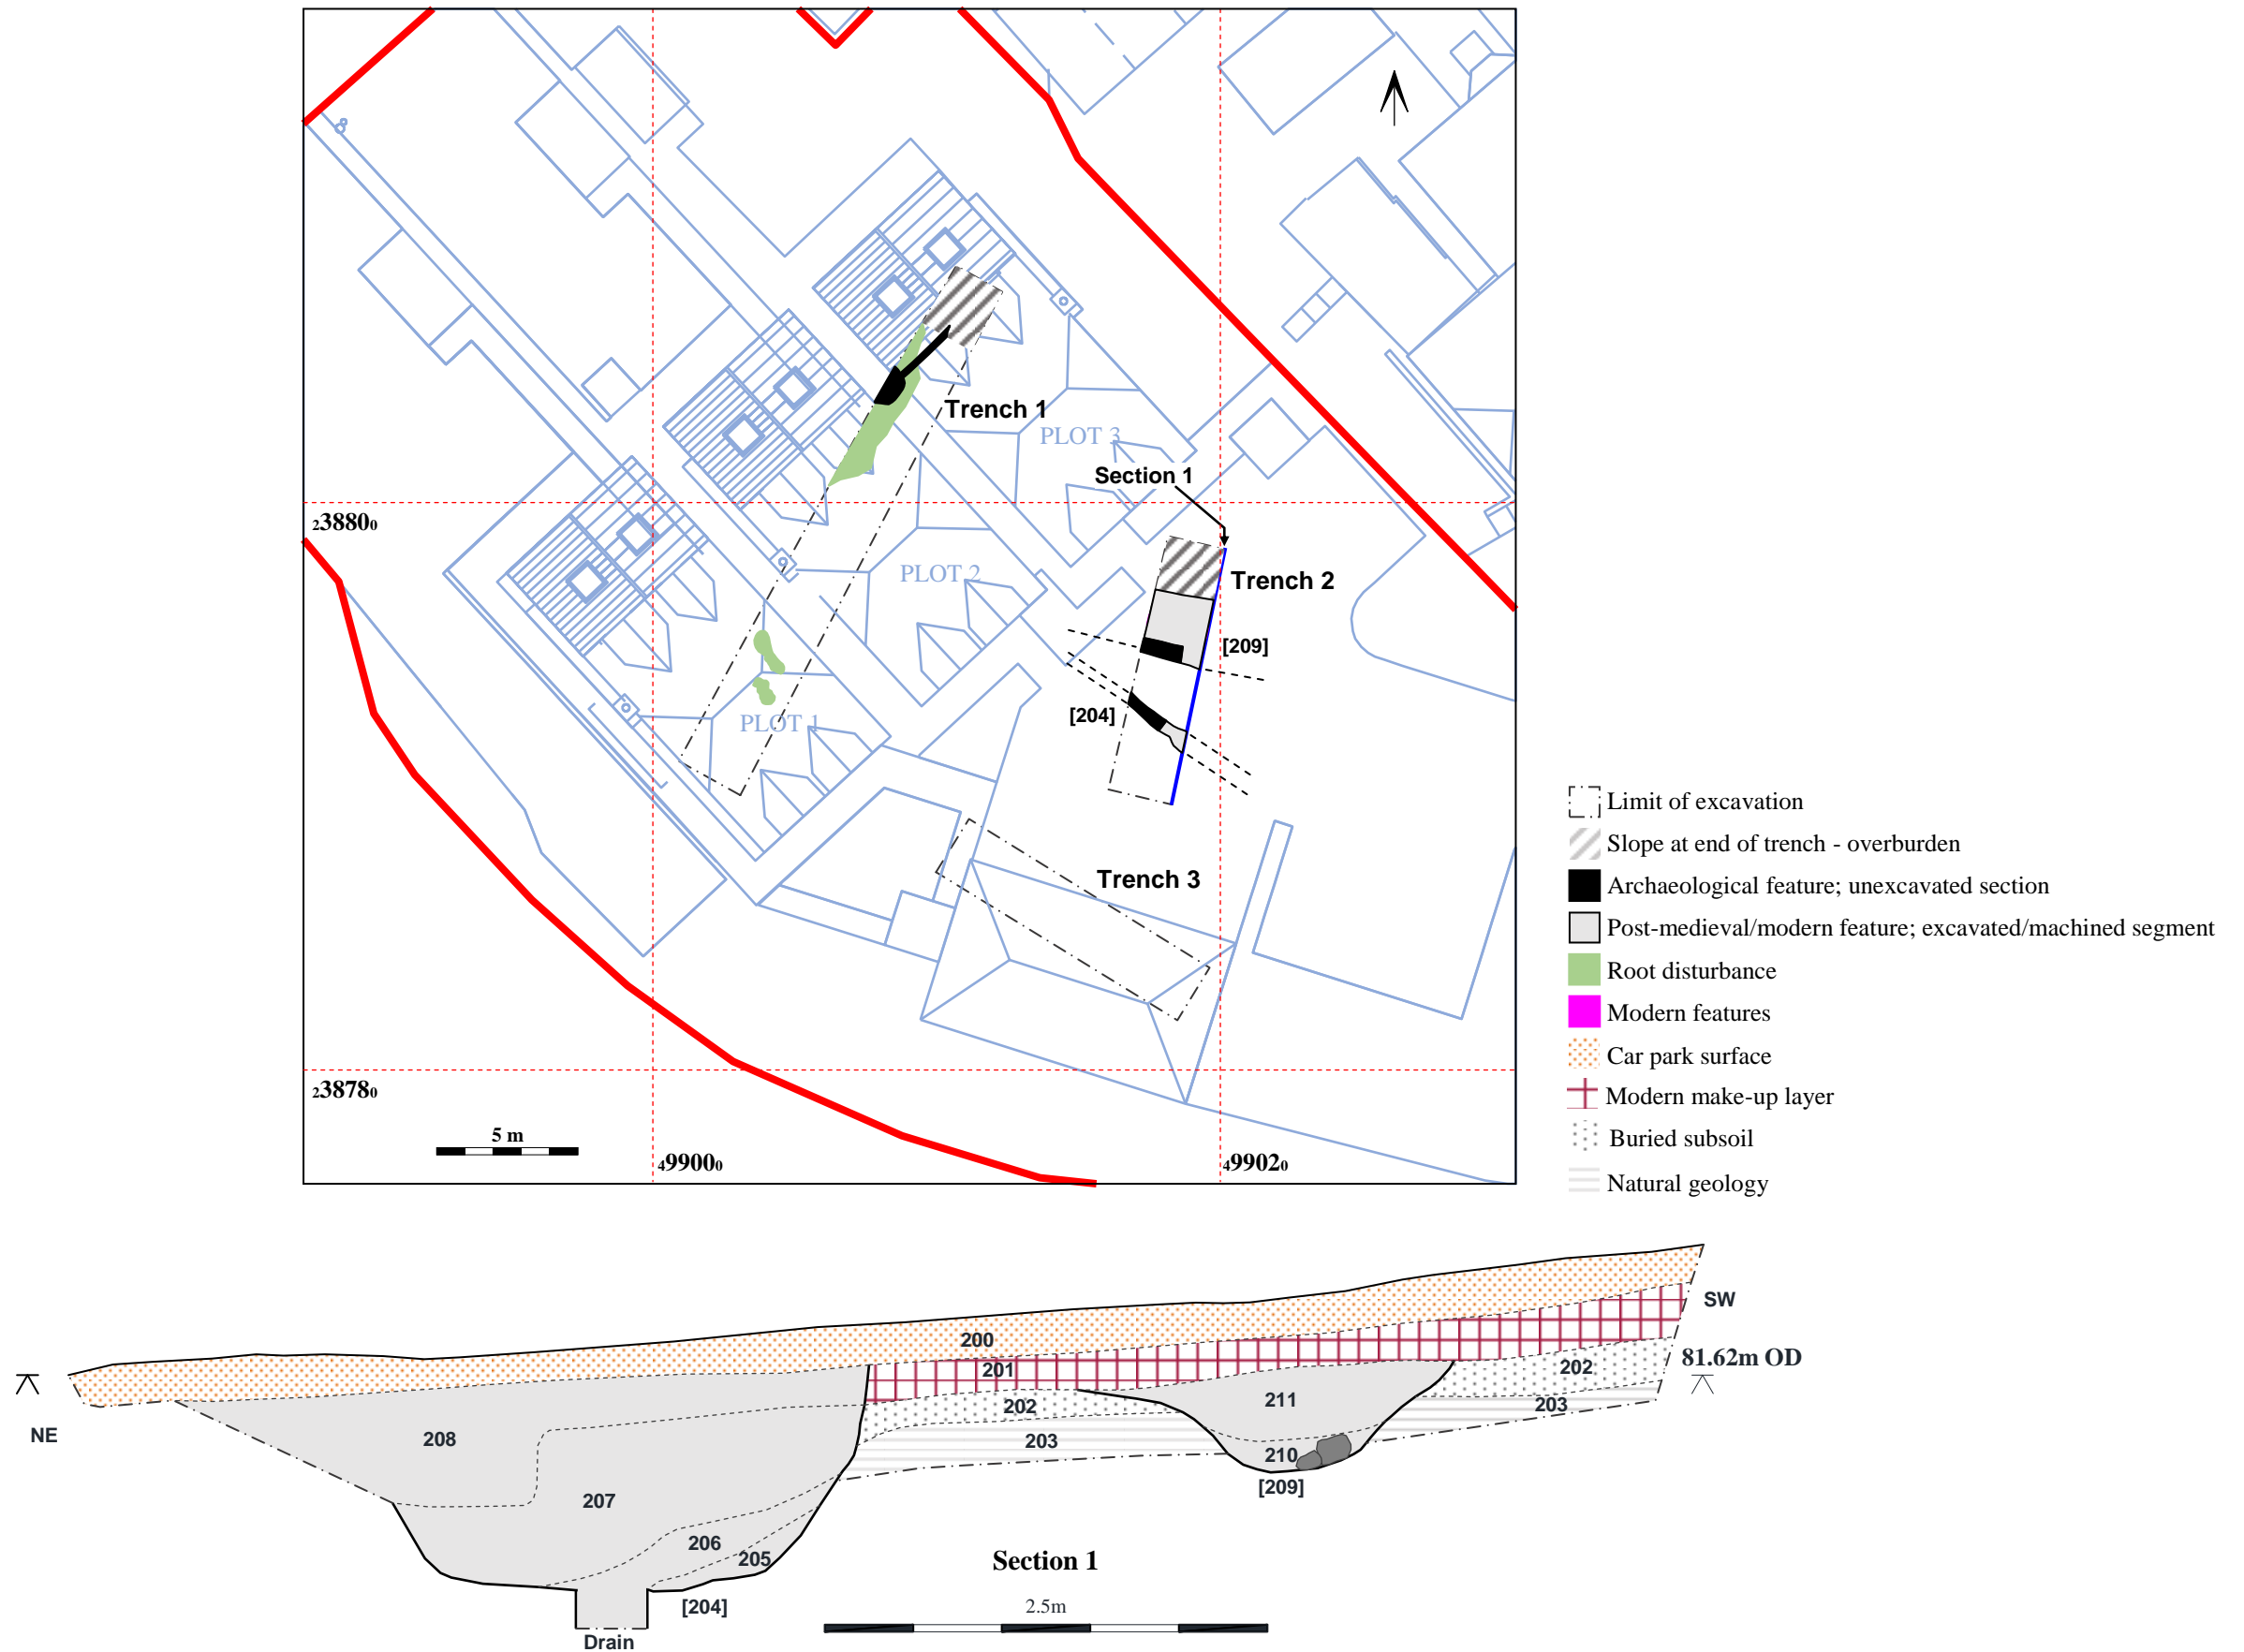 Trench 1
PLOT 3
Section 1
238800
Trench 2
PLOT 2
[209]
[204]
PLOT 1
Trench 3
238780
5 m
499000
499020
Limit of excavation
Slope at end of trench - overburden
Archaeological feature; unexcavated section
Post-medieval/modern feature; excavated/machined segment
Root disturbance
Modern features
Car park surface
Modern make-up layer
Buried subsoil
Natural geology
SW
200
201
202
81.62m OD
202
211
203
NE
208
203
210
[209]
207
206
205
Section 1
[204]
2.5m
Drain